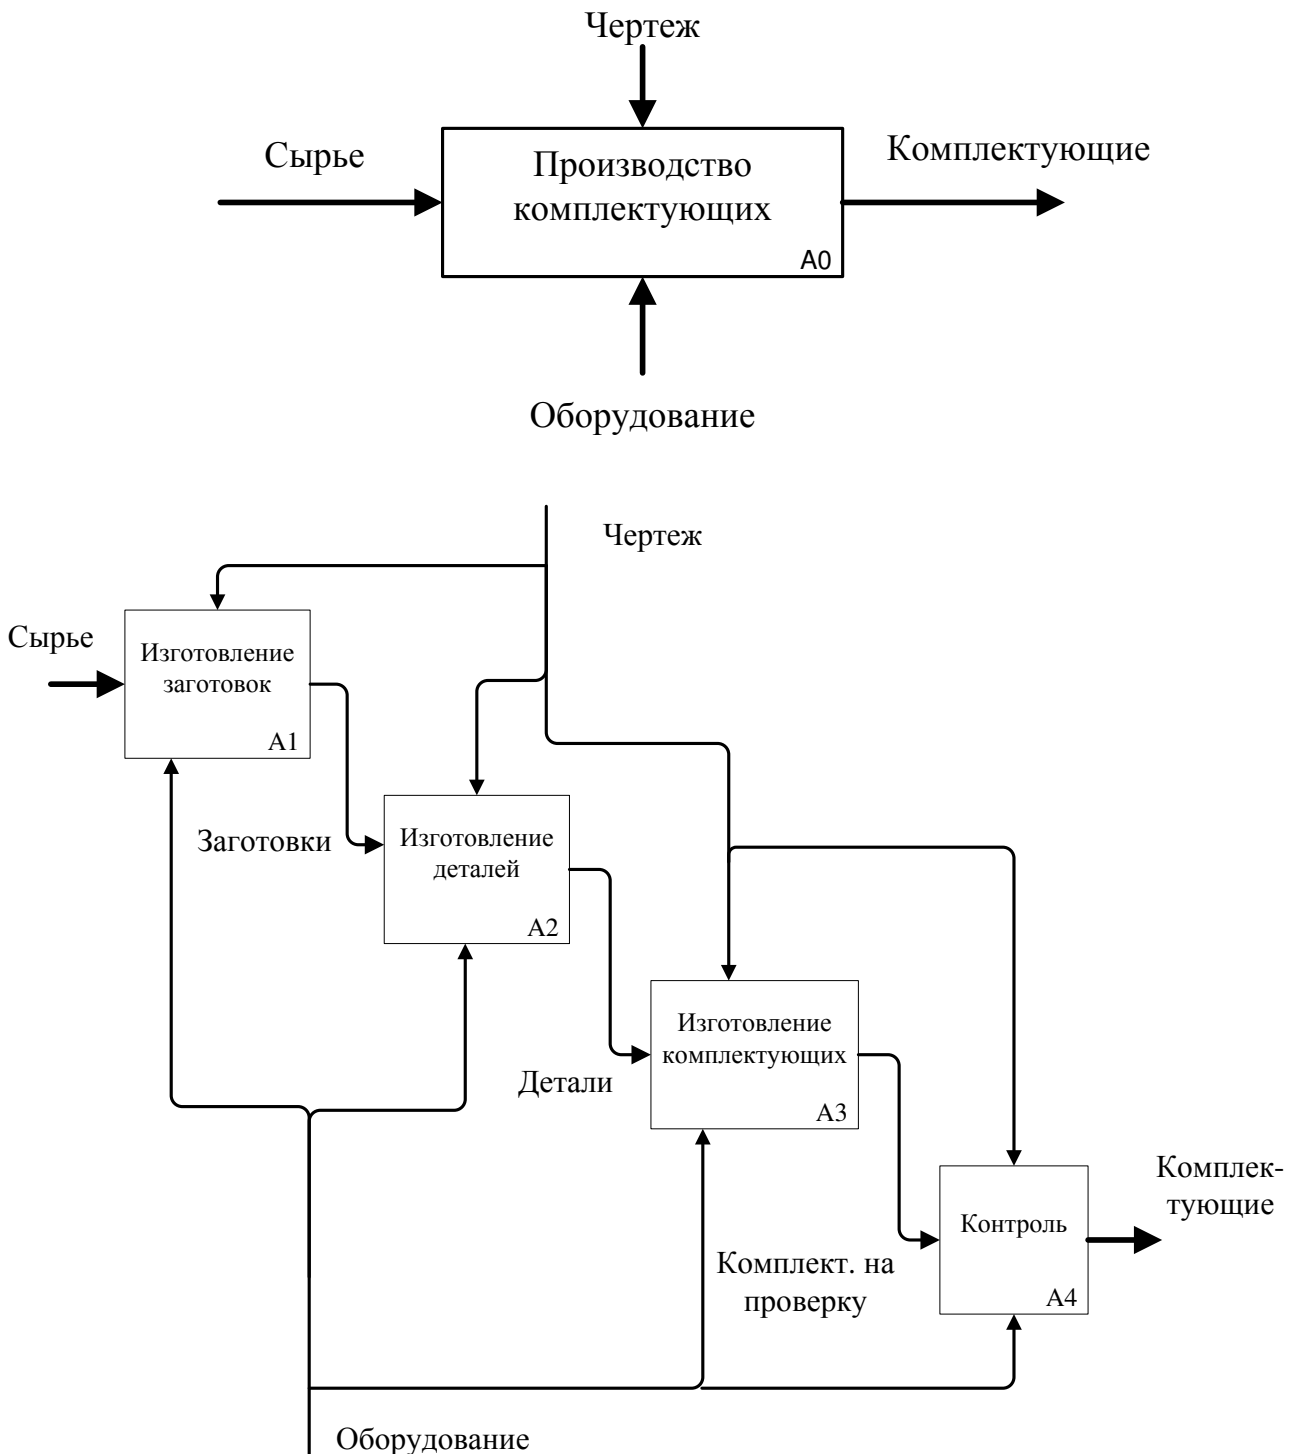 Чертеж
Сырье
Производство
комплектующих
A0
Комплектующие
Оборудование
Чертеж
Сырье
Изготовление
заготовок
A1
Заготовки
Изготовление
деталей
A2
Детали
Изготовление
комплектующих
A3
Комплект. на
проверку
Контроль
A4
Комплек-
тующие
Оборудование